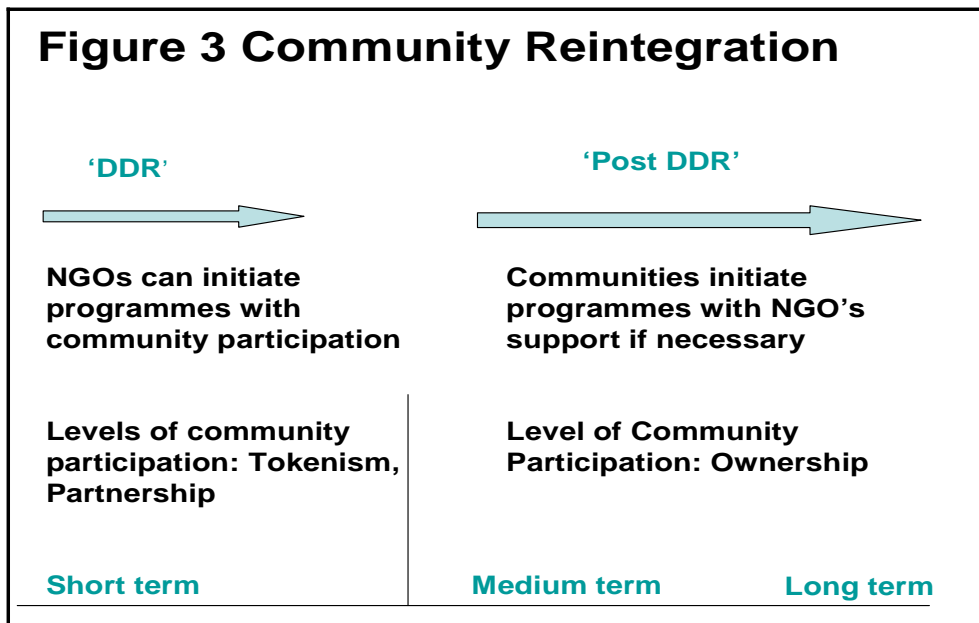 Figure 3 Community Reintegration
‘DDR’
‘Post DDR’
NGOs can initiate
programmes with
community participation
Communities initiate
programmes with NGO’s
support if necessary
Levels of community
participation: Tokenism,
Partnership
Level of Community
Participation: Ownership
Short term
Medium term
Long term